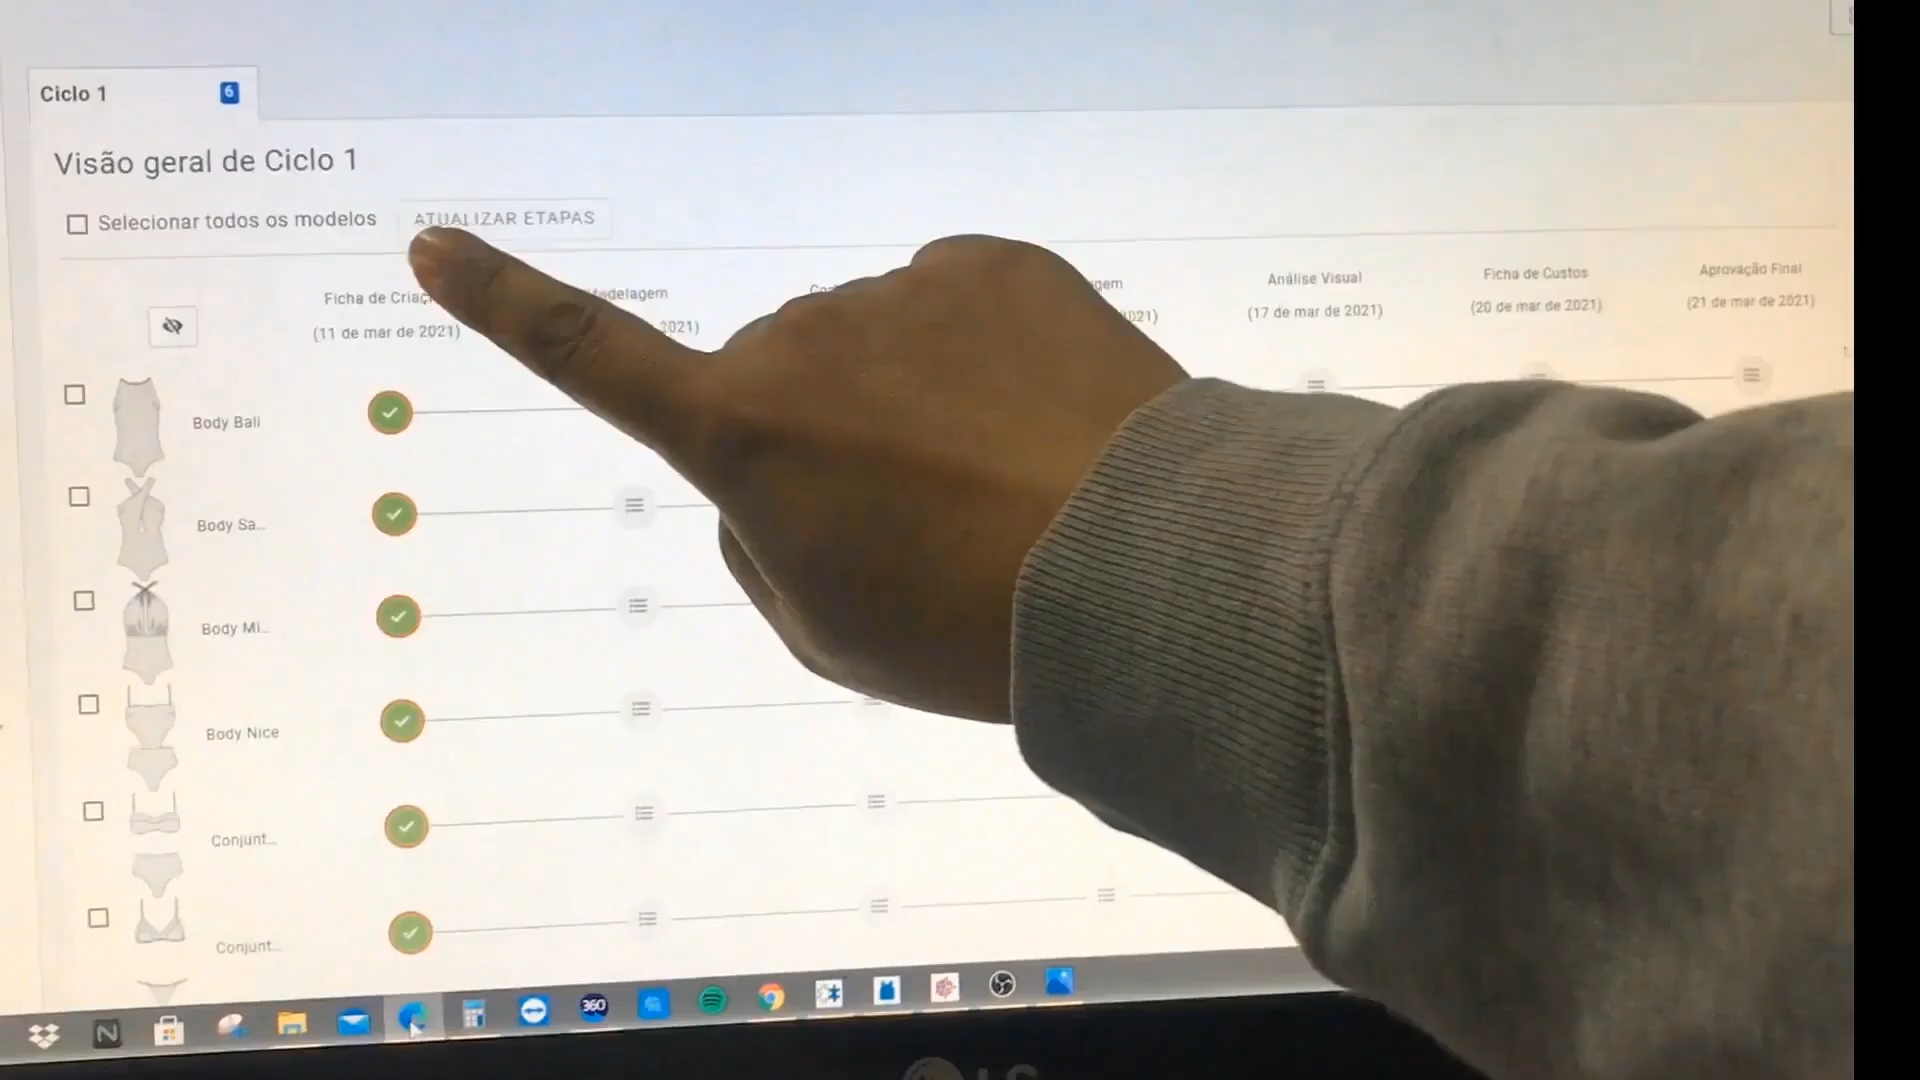 Ciclo 1
6
Visão geral de Ciclo 1
Selecionar todos os modelos
ATUALIZAR ETAPAS
Ficha de
(11 de mar de 2021)
2021)
Análise Visual
(17 de mar de 2021)
Ficha de Custos
(20 de mar de 2021)
Aprovação Final
(21 de mar de 2021)
Body Bali
Body Sa...
Body Mi...
Body Nice
Conjunt...
Conjunt...
N
360